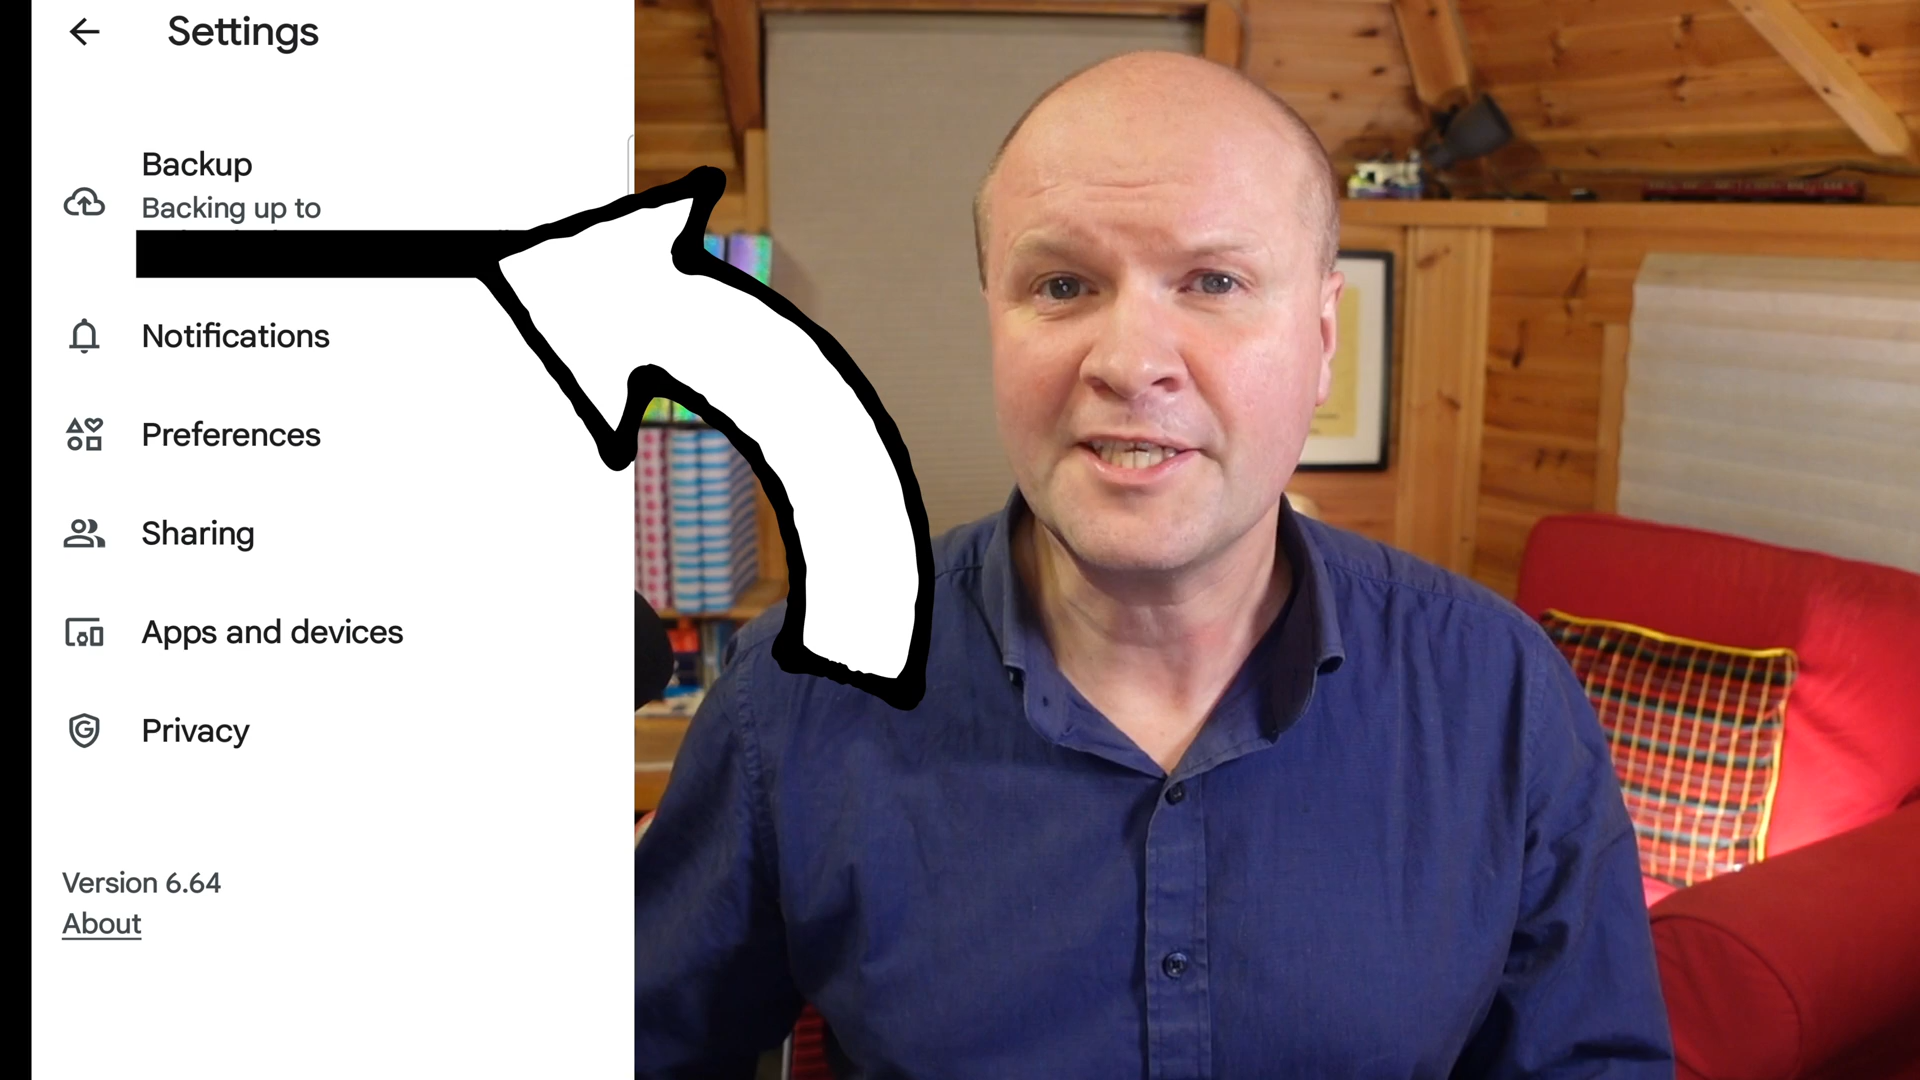 Settings
Backup
Backing up to
Notifications
Preferences
Sharing
Apps and devices
Privacy
Version 6.64
About